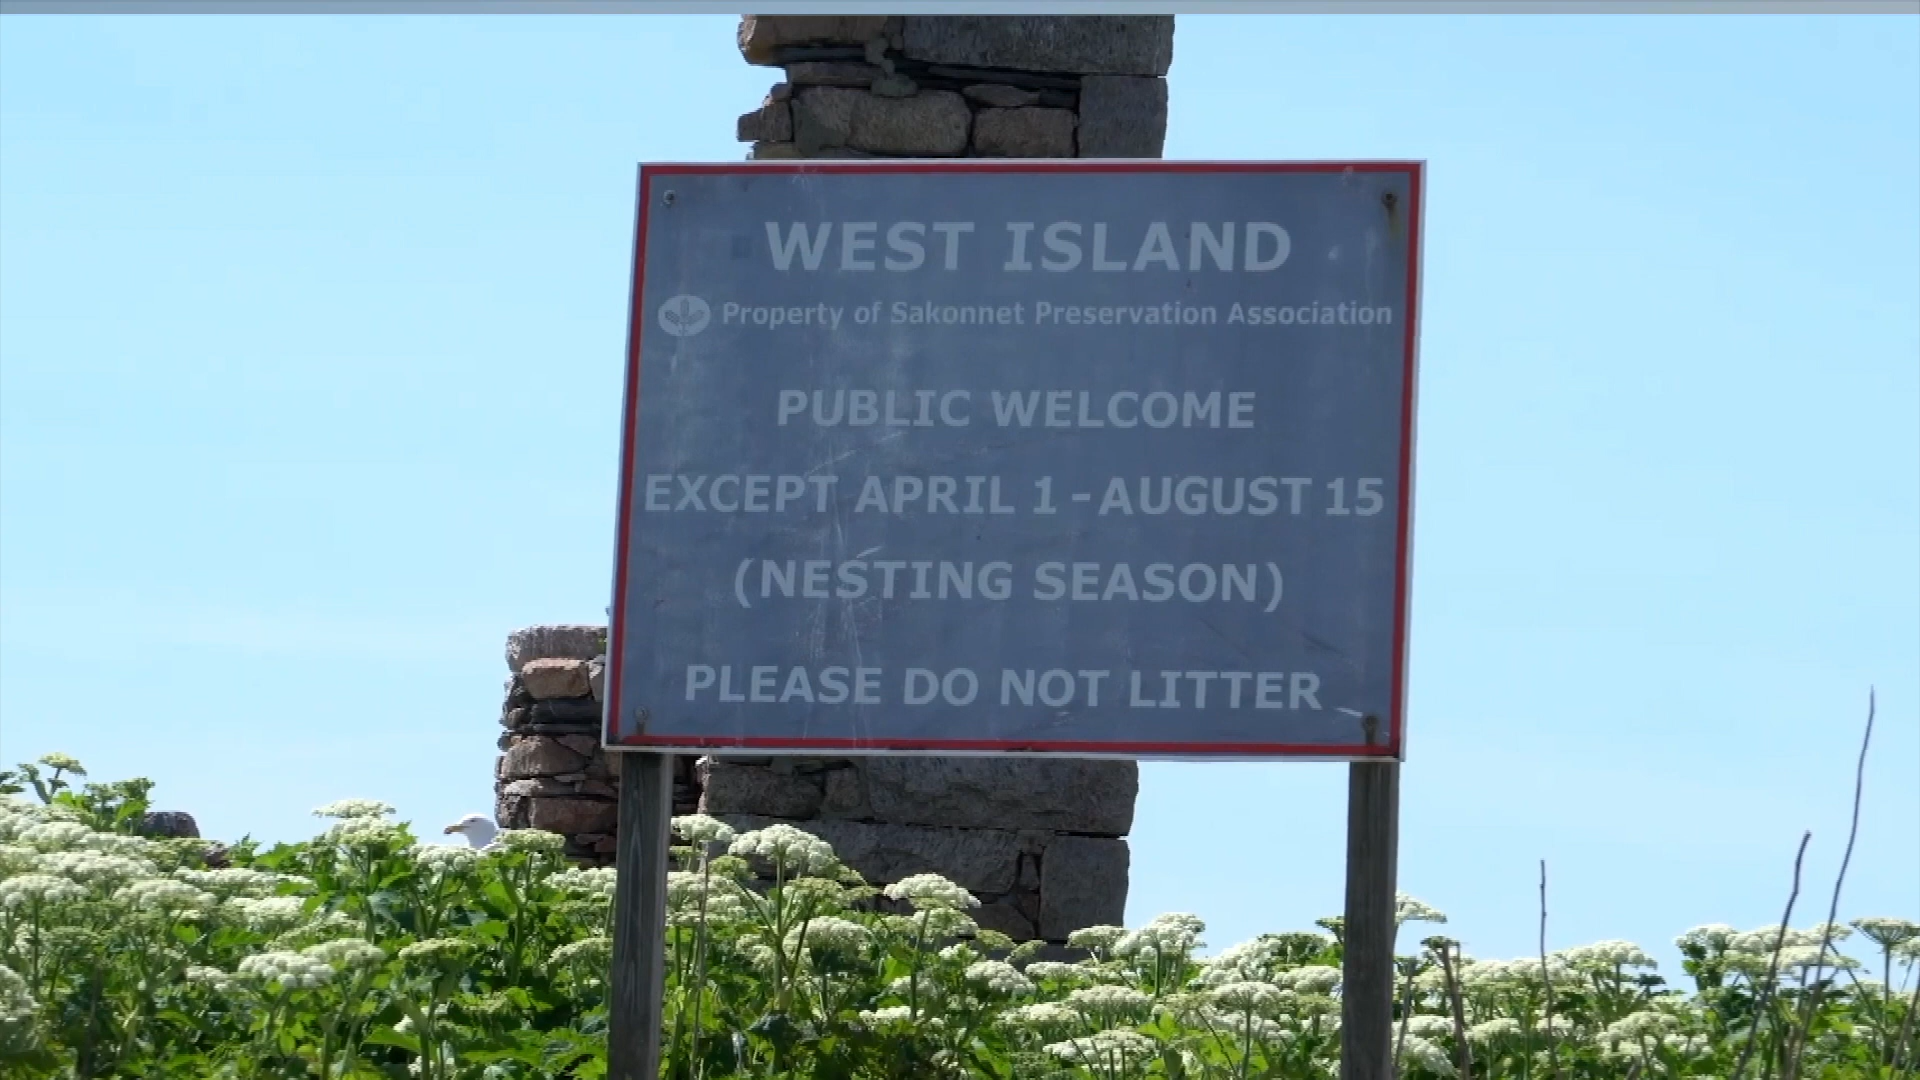 WEST ISLAND
Property of Sakonnet Preservation Association
PUBLIC WELCOME
EXCEPT APRIL 1 - AUGUST 15
(NESTING SEASON)
PLEASE DO NOT LITTER